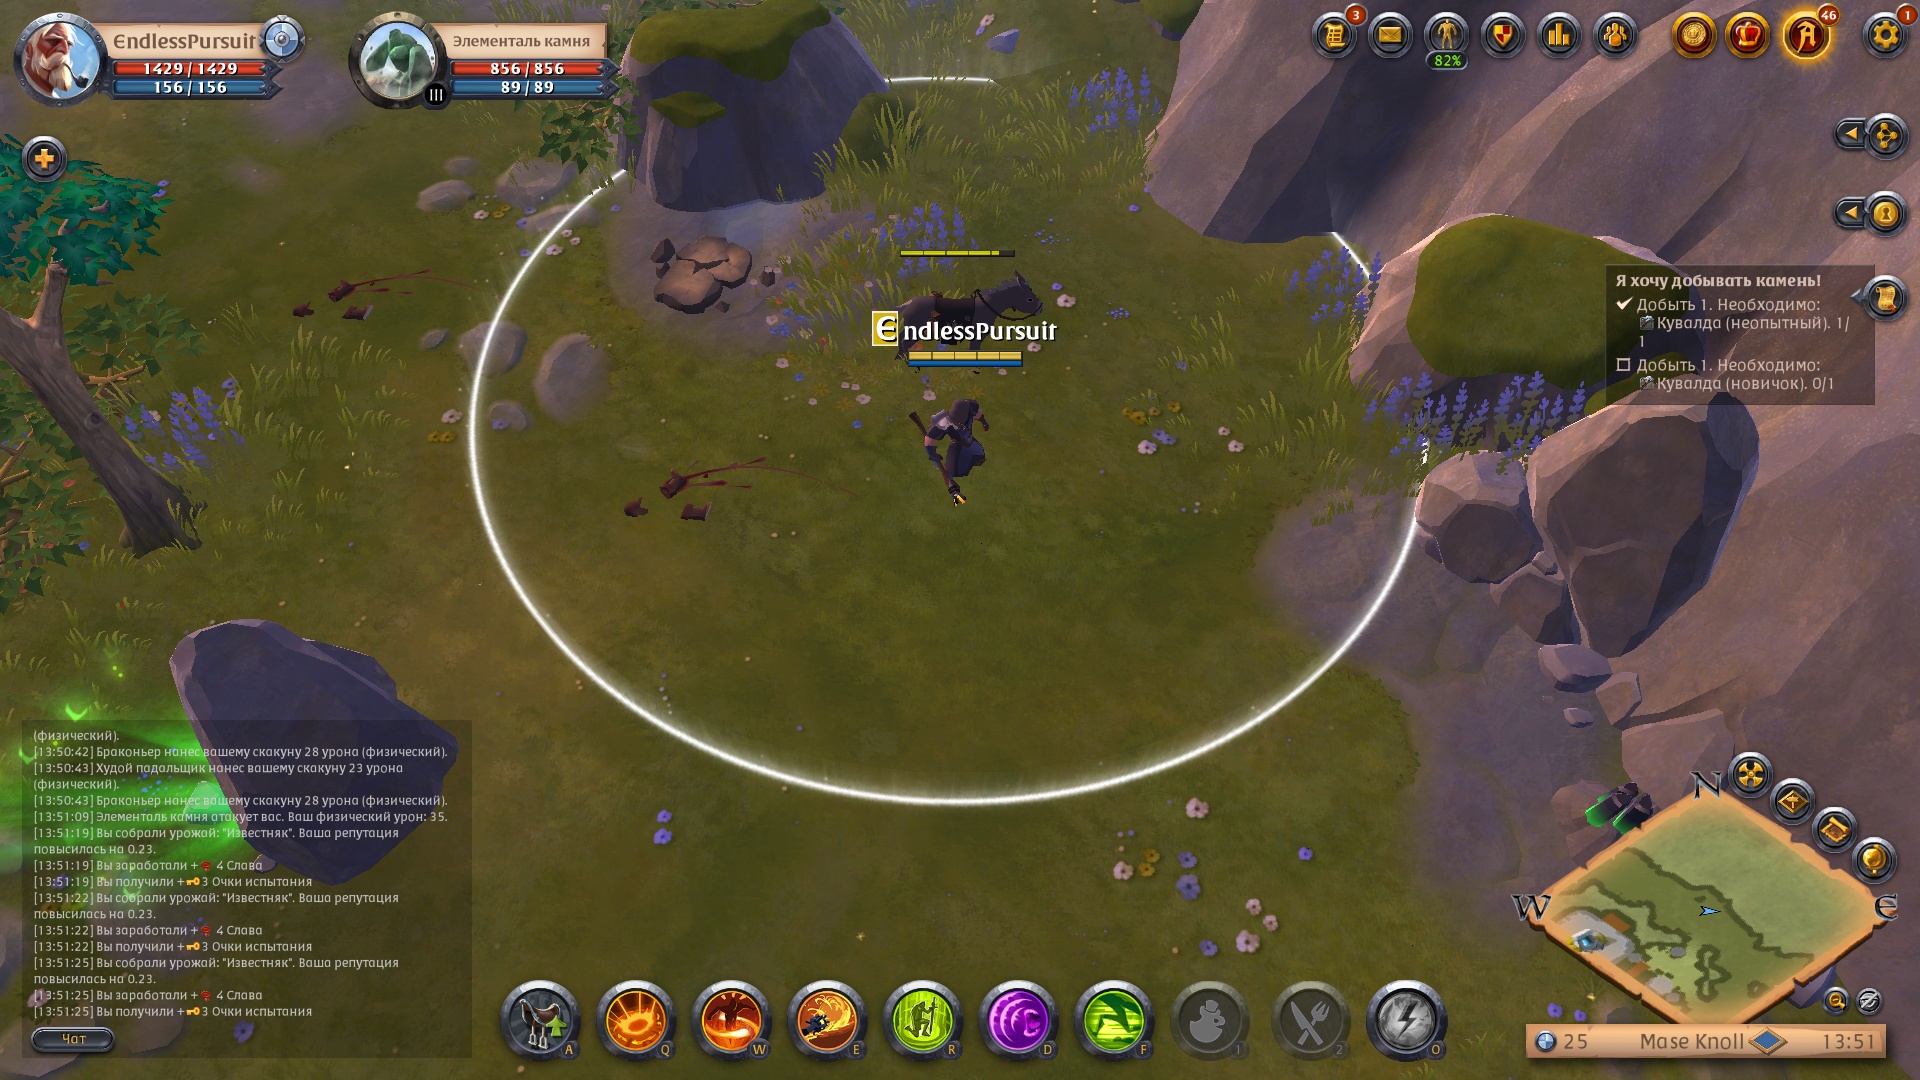 EndlessPursuit
1429 / 1429
156 / 156
Элементаль камня
856 / 856
89 / 89
III
3
82%
46
1
EndlessPursuit
Я хочу добывать камень!
Добыть 1. Необходимо:
Кувалда (неопытный). 1/
1
Добыть 1. Необходимо:
Кувалда (новичок). 0/1
(физический).
[13:50:42] Браконьер нанес вашему скакуну 28 урона (физический).
[13:50:43] Худой падальщик нанес вашему скакуну 23 урона
(физический).
[13:50:43] Браконьер нанес вашему скакуну 28 урона (физический).
[13:51:09] Элементаль камня атакует вас. Ваш физический урон: 35.
[13:51:19] Вы собрали урожай: "Известняк". Ваша репутация
повысилась на 0.23.
[13:51:19] Вы заработали + 4 Слава
[13:51:19] Вы получили + 3 Очки испытания
[13:51:22] Вы собрали урожай: "Известняк". Ваша репутация
повысилась на 0.23.
[13:51:22] Вы заработали + 4 Слава
[13:51:22] Вы получили + 3 Очки испытания
[13:51:25] Вы собрали урожай: "Известняк". Ваша репутация
повысилась на 0.23.
[13:51:25] Вы заработали + 4 Слава
[13:51:25] Вы получили + 3 Очки испытания
Чат
A
Q
W
E
R
D
F
1
2
O
N
W
E
25
Mase Knoll
13:51